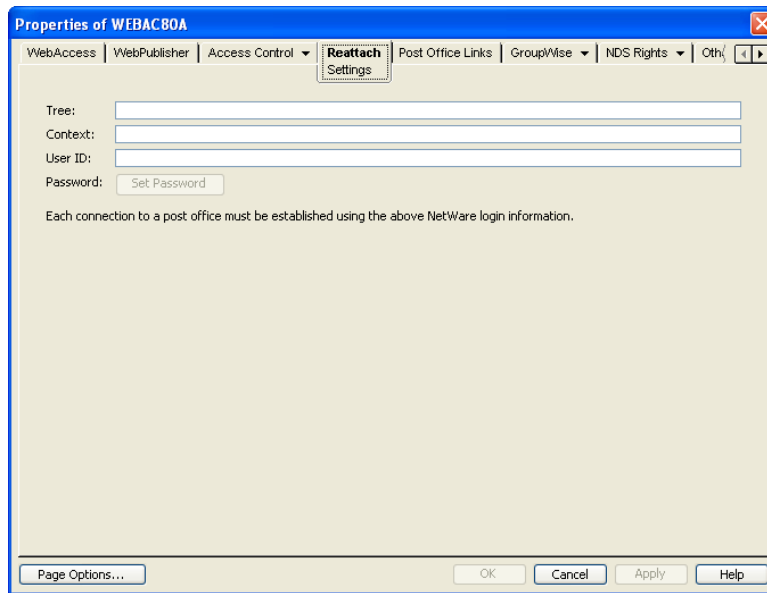 Properties of WEBAC80A
WebAccess WebPublisher Access Control Reattach Post Office Links GroupWise NDS Rights Oth
Settings
Tree:
Context:
User ID:
Password: Set Password
Each connection to a post office must be established using the above NetWare login information.
Page Options... OK Cancel Apply Help